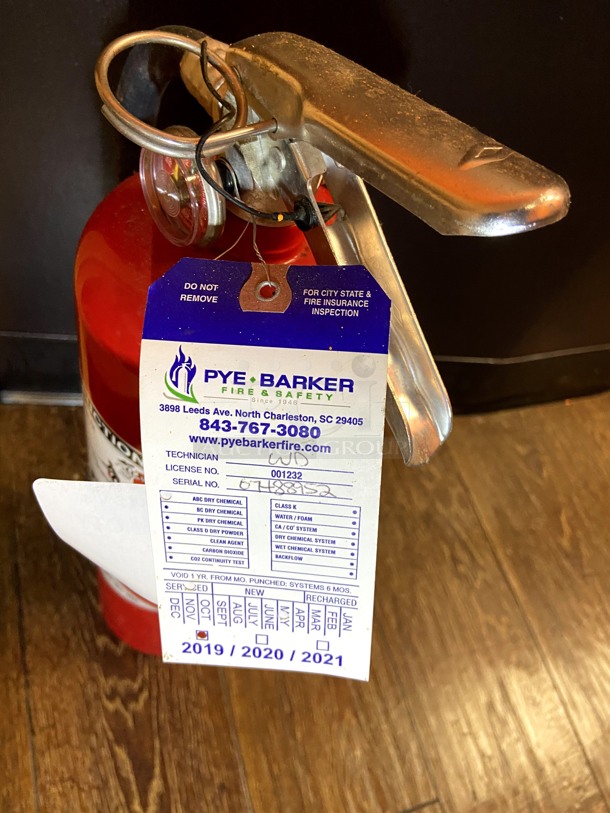 DO NOT
REMOVE
FOR CITY STATE &
FIRE INSURANCE
INSPECTION
PYE BARKER
FIRE & SAFETY
Since 1946
3898 Leeds Ave. North Charleston, SC 29405
843-767-3080
www.pyebarkerfire.com
TECHNICIAN WD
LICENSE NO. 001232
SERIAL NO.
ABC DRY CHEMICAL
BC DRY CHEMICAL
PK DRY CHEMICAL
CLASS D DRY POWDER
CLEAN AGENT
CARBON DIOXIDE
CO2 CONTINUITY TEST
CLASS K
WATER / FOAM
CA / CO² SYSTEM
DRY CHEMICAL SYSTEM
WET CHEMICAL SYSTEM
BACKFLOW
VOID 1 YR. FROM MO. PUNCHED: SYSTEMS 6 MOS.
SERVICED NEW RECHARGED
DEC NOV OCT SEPT AUG JULY JUNE MAY APR MAR FEB JAN
2019 / 2020 / 2021